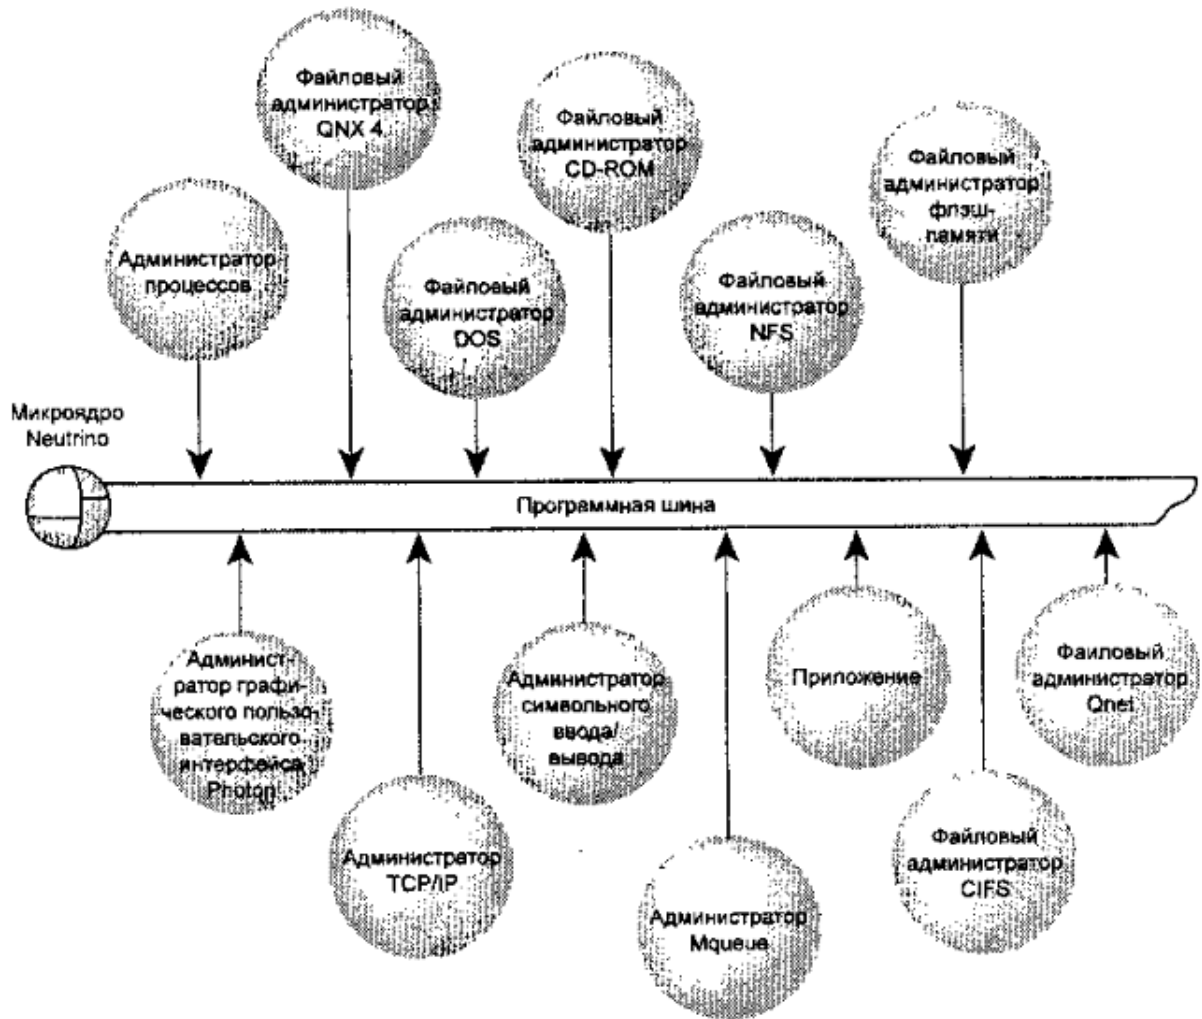 Файловый
администратор
QNX 4
Файловый
администратор
CD-ROM
Файловый
администратор
флэш-
памяти
Администратор
процессов
Файловый
администратор
DOS
Файловый
администратор
NFS
Микроядро
Neutrino
Программная шина
Админист-
ратор графи-
ческого пользо-
вательского
интерфейса
Photon
Администратор
TCP/IP
Администратор
символьного
ввода/
вывода
Администратор
Mqueue
Приложение
Файловый
администратор
CIFS
Файловый
администратор
Qnet